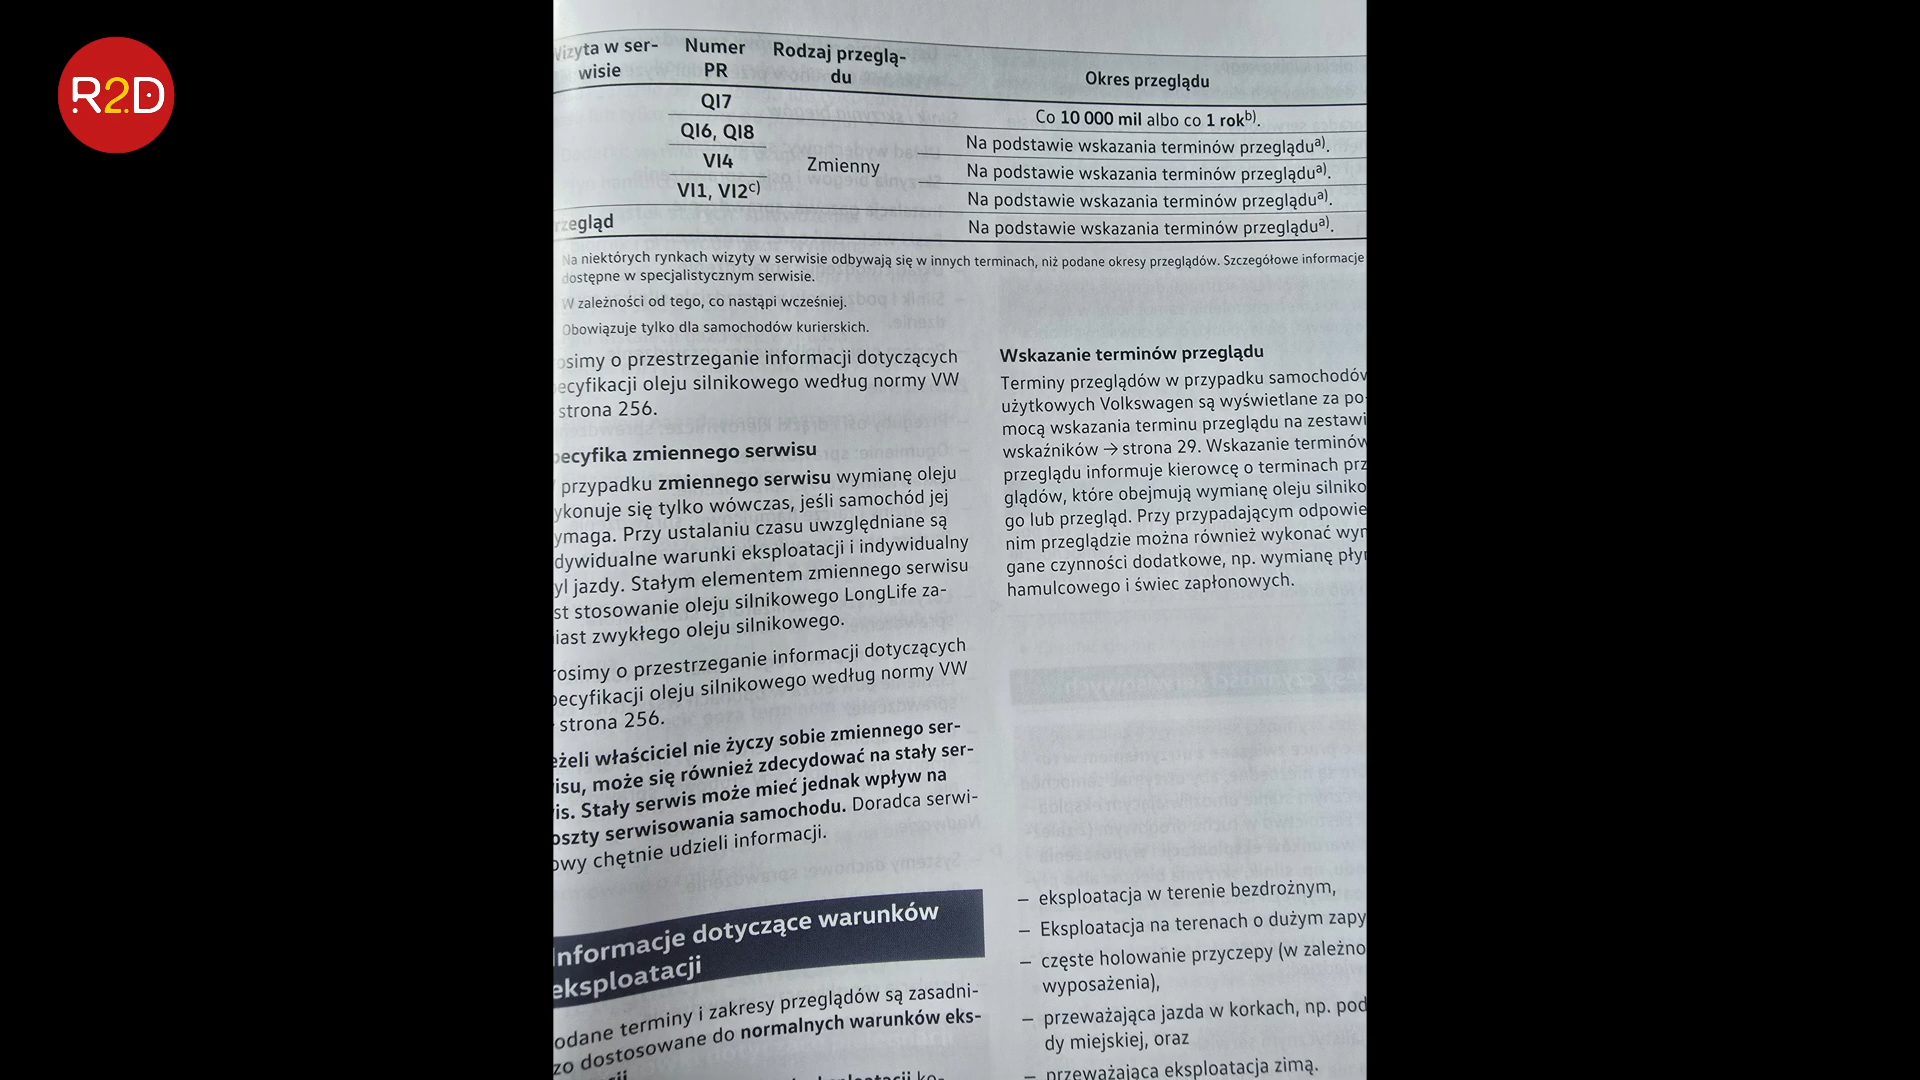 R2D
Wizyta w ser-
wisie
Numer
PR
Rodzaj przeglą-
du
Okres przeglądu
QI7
Co 10 000 mil albo co 1 rokb).
QI6, QI8
Na podstawie wskazania terminów przeglądua).
VI4
Zmienny
Na podstawie wskazania terminów przeglądua).
VI1, VI2c)
Na podstawie wskazania terminów przeglądua).
rzegląd
Na podstawie wskazania terminów przeglądua).
Na niektórych rynkach wizyty w serwisie odbywają się w innych terminach, niż podane okresy przeglądów. Szczegółowe informacje
dostępne w specjalistycznym serwisie.
W zależności od tego, co nastąpi wcześniej.
Obowiązuje tylko dla samochodów kurierskich.
osimy o przestrzeganie informacji dotyczących
ecyfikacji oleju silnikowego według normy VW
strona 256.
pecyfika zmiennego serwisu
przypadku zmiennego serwisu wymianę oleju
ykonuje się tylko wówczas, jeśli samochód jej
ymaga. Przy ustalaniu czasu uwzględniane są
dywidualne warunki eksploatacji i indywidualny
yl jazdy. Stałym elementem zmiennego serwisu
st stosowanie oleju silnikowego LongLife za-
iast zwykłego oleju silnikowego.
rosimy o przestrzeganie informacji dotyczących
pecyfikacji oleju silnikowego według normy VW
strona 256.
eżeli właściciel nie życzy sobie zmiennego ser-
isu, może się również zdecydować na stały ser-
is. Stały serwis może mieć jednak wpływ na
oszty serwisowania samochodu. Doradca serwi-
owy chętnie udzieli informacji.
Informacje dotyczące warunków
eksploatacji
odane terminy i zakresy przeglądów są zasadni-
zo dostosowane do normalnych warunków eks-
Wskazanie terminów przeglądu
Terminy przeglądów w przypadku samochodów
użytkowych Volkswagen są wyświetlane za po-
mocą wskazania terminu przeglądu na zestawi
wskaźników → strona 29. Wskazanie terminów
przeglądu informuje kierowcę o terminach prz
glądów, które obejmują wymianę oleju silniko
go lub przegląd. Przy przypadającym odpowie
nim przeglądzie można również wykonać wym
gane czynności dodatkowe, np. wymianę płyn
hamulcowego i świec zapłonowych.
– eksploatacja w terenie bezdrożnym,
– Eksploatacja na terenach o dużym zapy
– częste holowanie przyczepy (w zależno
wyposażenia),
– przeważająca jazda w korkach, np. pod
dy miejskiej, oraz
– przeważająca eksploatacja zimą.